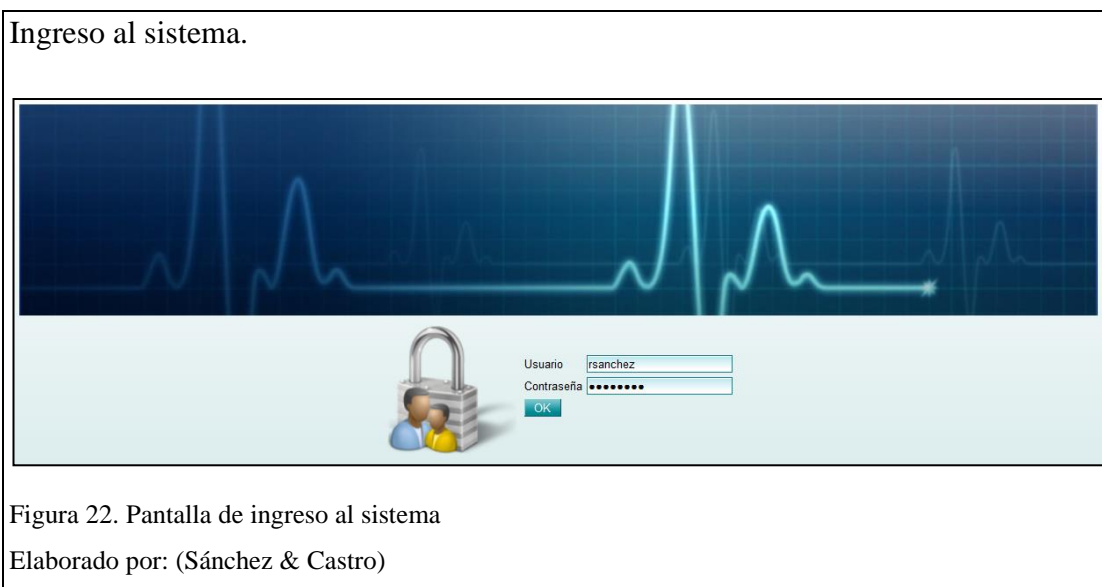 Ingreso al sistema.
Usuario rsanchez
Contraseña ••••••••
OK
Figura 22. Pantalla de ingreso al sistema
Elaborado por: (Sánchez & Castro)